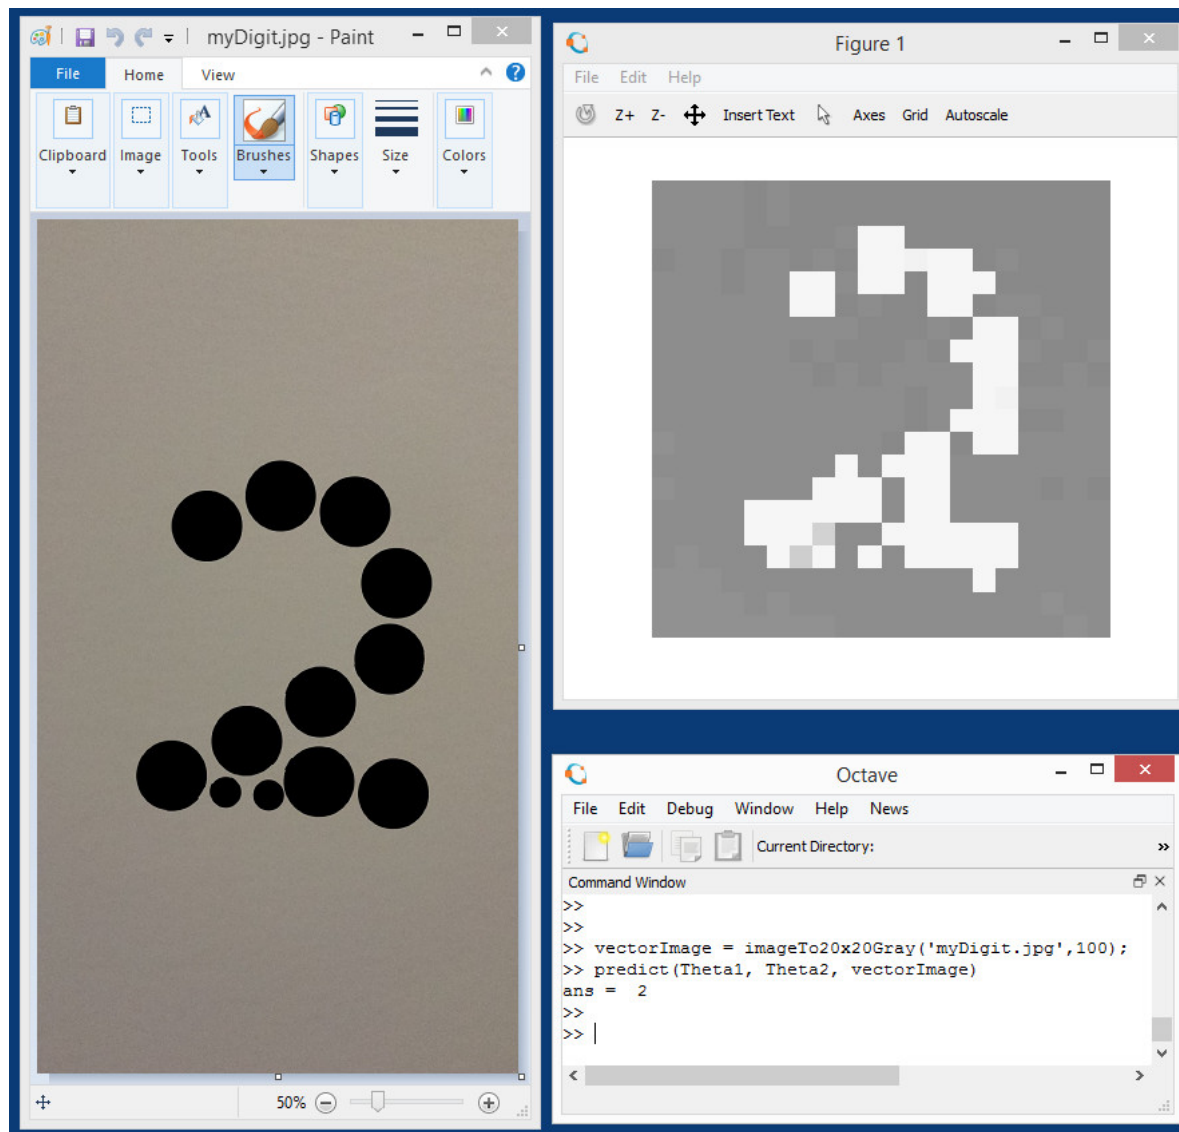 myDigit.jpg - Paint
File Home View
Clipboard Image Tools Brushes Shapes Size Colors
50%
Figure 1
File Edit Help
Z+ Z- Insert Text Axes Grid Autoscale
Octave
File Edit Debug Window Help News
Current Directory:
»
Command Window
>>
>>
>> vectorImage = imageTo20x20Gray('myDigit.jpg',100);
>> predict(Theta1, Theta2, vectorImage)
ans = 2
>>
>>